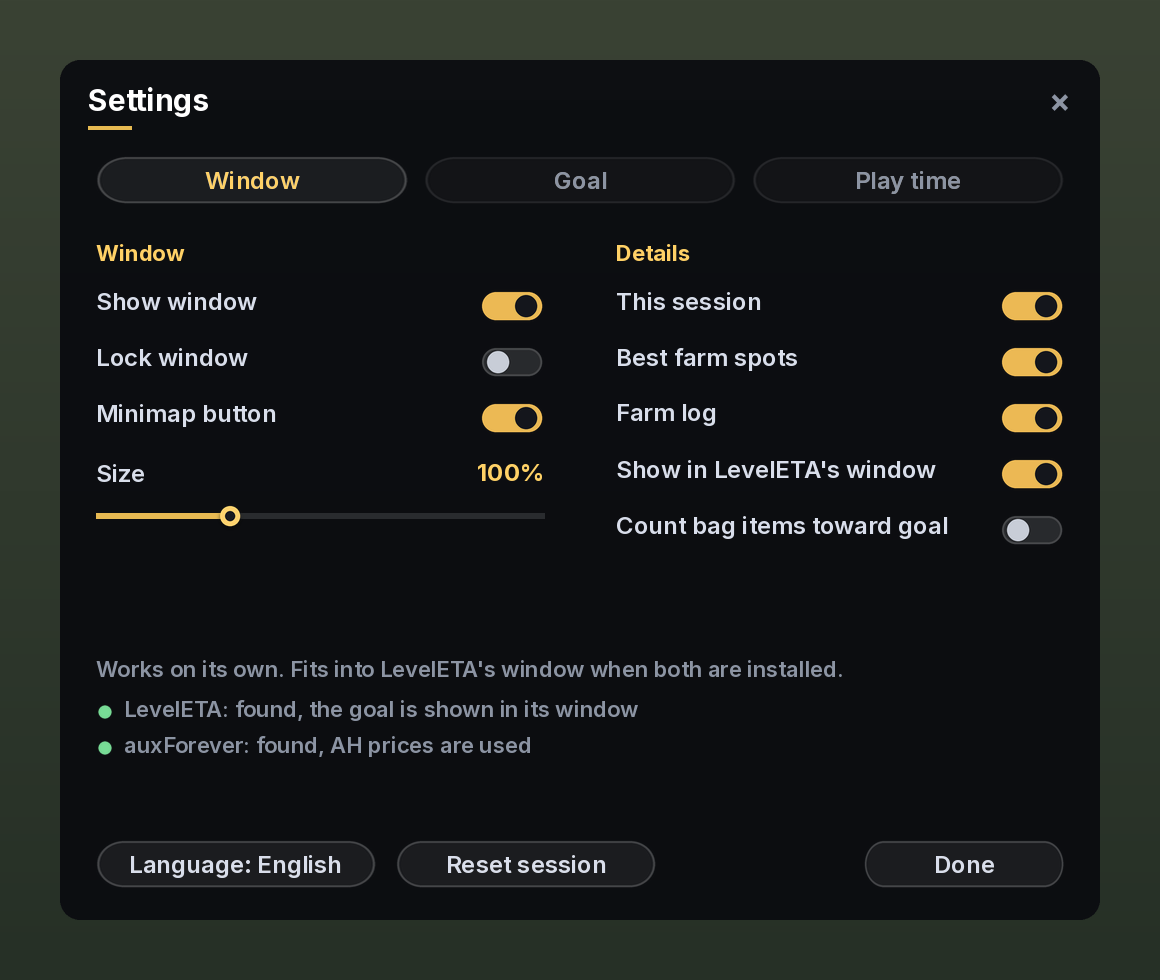 Settings
×
Window
Goal
Play time
Window
Details
Show window
This session
Lock window
Best farm spots
Minimap button
Farm log
Size
100%
Show in LevelETA's window
Count bag items toward goal
Works on its own. Fits into LevelETA's window when both are installed.
LevelETA: found, the goal is shown in its window
auxForever: found, AH prices are used
Language: English
Reset session
Done